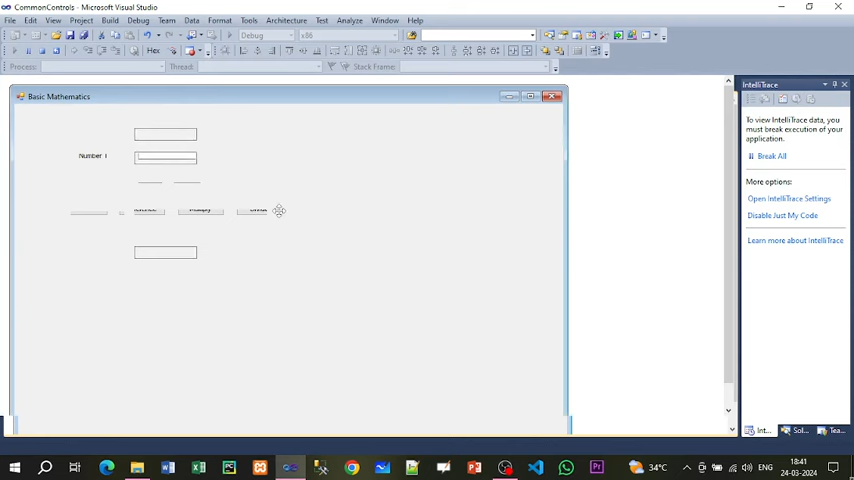 CommonControls - Microsoft Visual Studio
File Edit View Project Build Debug Team Data Format Tools Architecture Test Analyze Window Help
Debug x86
Hex
Process: Thread: Stack Frame:
Basic Mathematics
Number 1
IntelliTrace
To view IntelliTrace data, you
must break execution of your
application.
Break All
More options:
Open IntelliTrace Settings
Disable Just My Code
Learn more about IntelliTrace
Int... Sol... Tea...
34°C ENG 18:41
24-03-2024